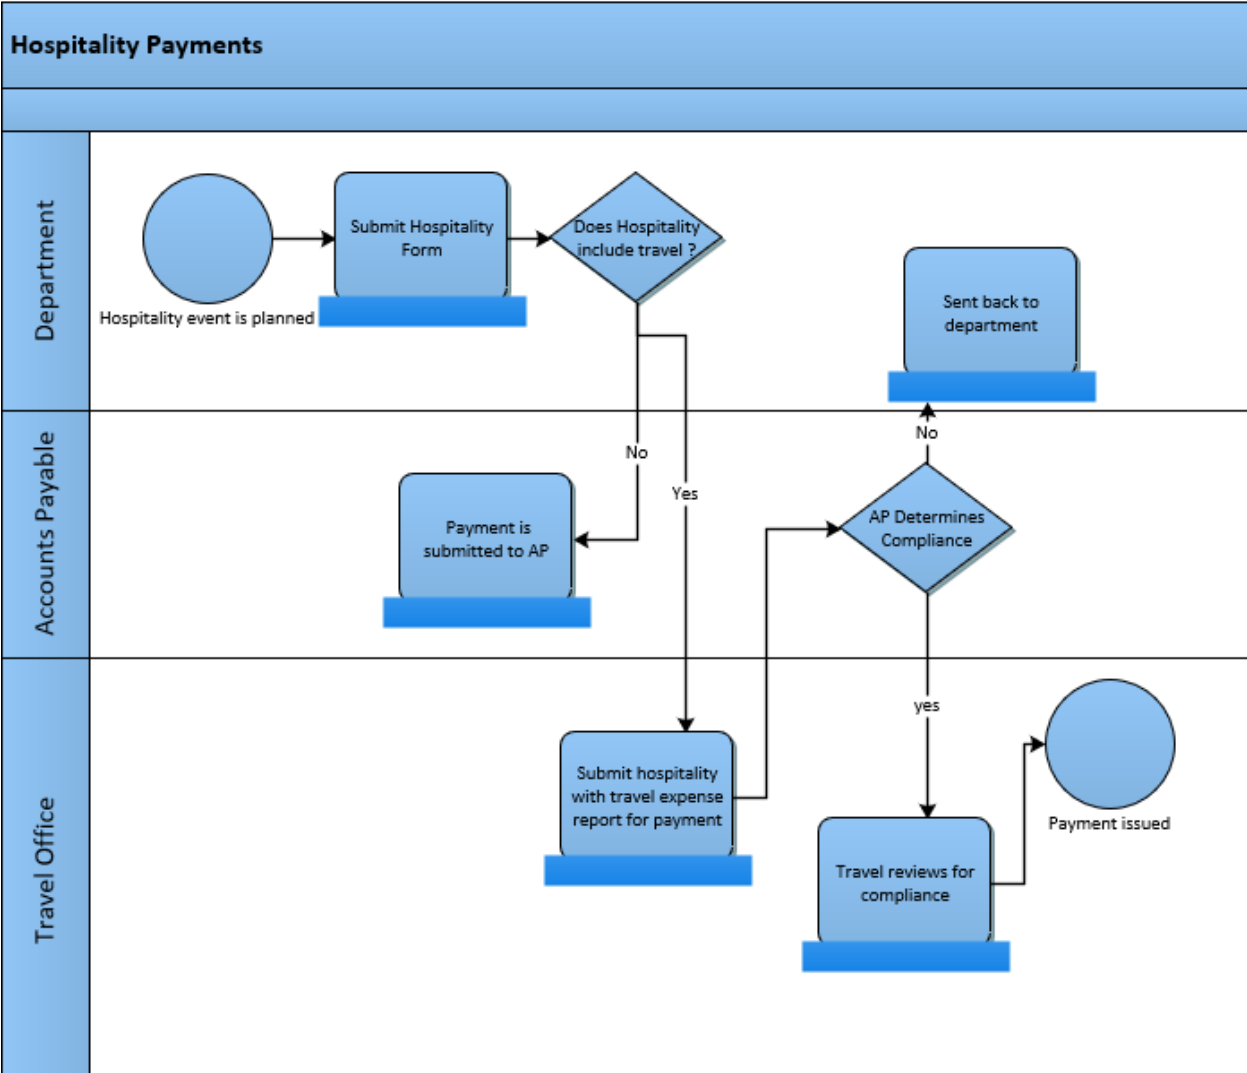 Hospitality Payments
Department
Hospitality event is planned
Submit Hospitality
Form
Does Hospitality
include travel ?
Sent back to
department
Accounts Payable
No
Yes
No
Payment is
submitted to AP
AP Determines
Compliance
Travel Office
yes
Submit hospitality
with travel expense
report for payment
Travel reviews for
compliance
Payment issued